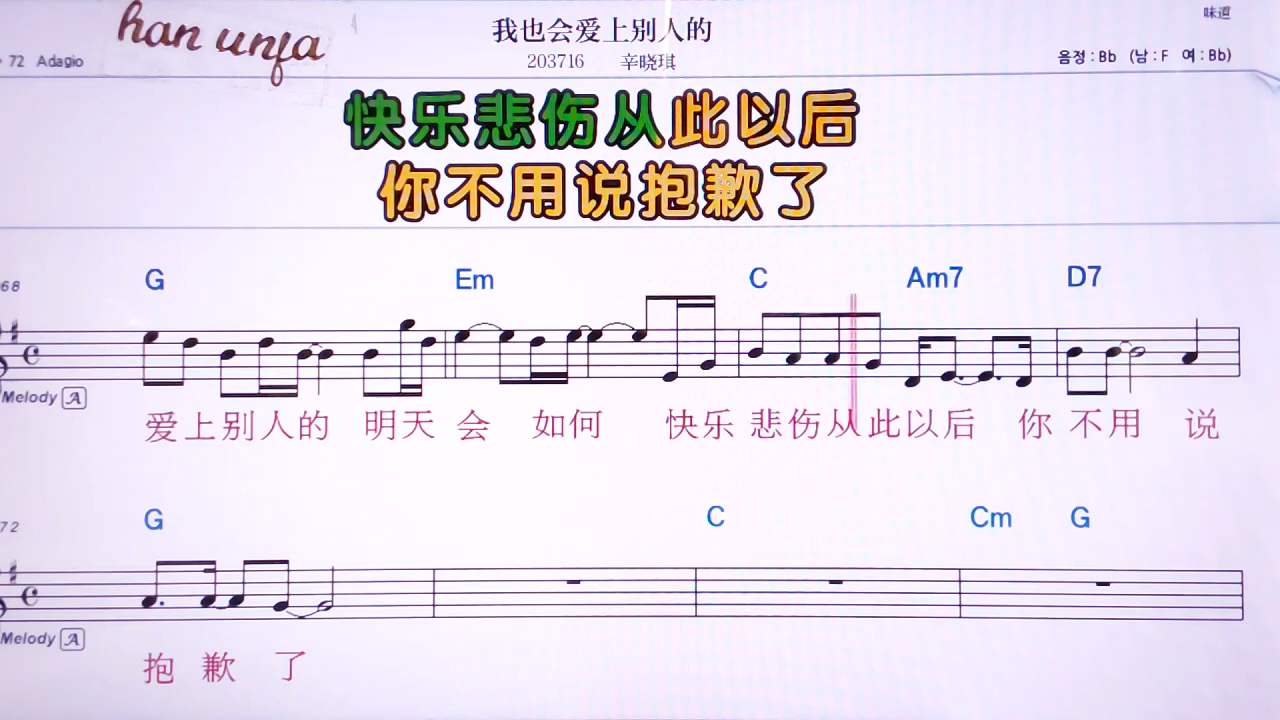 han unfa
我也会爱上别人的
味道
72 Adagio
203716 辛晓琪
음정 : Bb (남 : F 여 : Bb)
快乐悲伤从此以后
你不用说抱歉了
68
G Em C Am7 D7
Melody A
爱上别人的 明天 会 如何 快乐 悲伤从此以后 你 不用 说
72
G C Cm G
Melody A
抱 歉 了